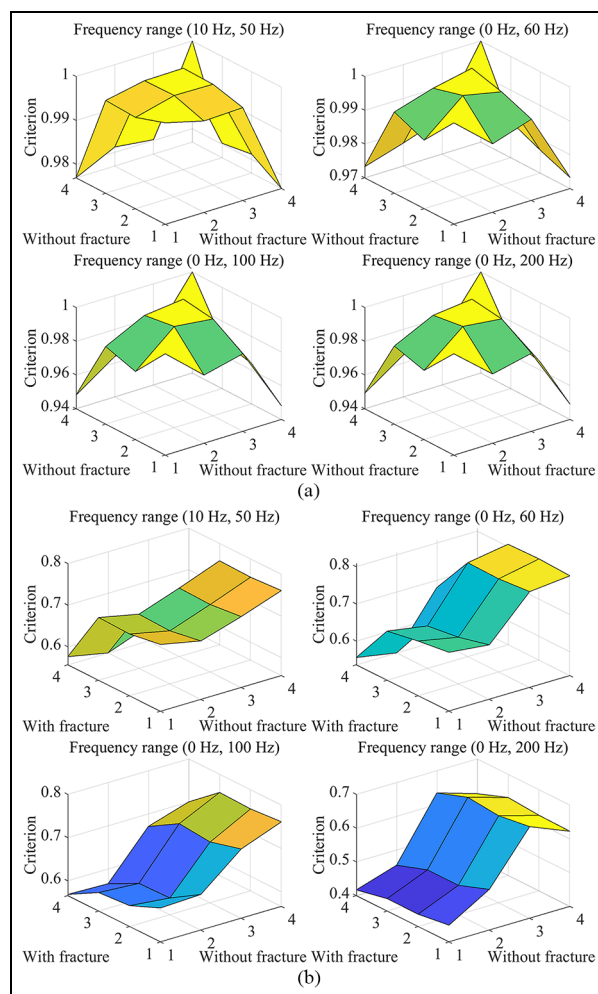 Frequency range (10 Hz, 50 Hz) Frequency range (0 Hz, 60 Hz)
1 1
0.99 0.99
0.98 0.98
0.97
Criterion Criterion
4 3 2 1 1 2 3 4 4 3 2 1 1 2 3 4
Without fracture Without fracture Without fracture Without fracture
Frequency range (0 Hz, 100 Hz) Frequency range (0 Hz, 200 Hz)
1 1
0.98 0.98
0.96 0.96
0.94 0.94
Criterion Criterion
4 3 2 1 1 2 3 4 4 3 2 1 1 2 3 4
Without fracture Without fracture Without fracture Without fracture
(a)
Frequency range (10 Hz, 50 Hz) Frequency range (0 Hz, 60 Hz)
0.8 0.8
0.7 0.7
0.6 0.6
Criterion Criterion
4 3 2 1 1 2 3 4 4 3 2 1 1 2 3 4
With fracture Without fracture With fracture Without fracture
Frequency range (0 Hz, 100 Hz) Frequency range (0 Hz, 200 Hz)
0.8 0.7
0.7 0.6
0.6 0.5
0.4
Criterion Criterion
4 3 2 1 1 2 3 4 4 3 2 1 1 2 3 4
With fracture Without fracture With fracture Without fracture
(b)